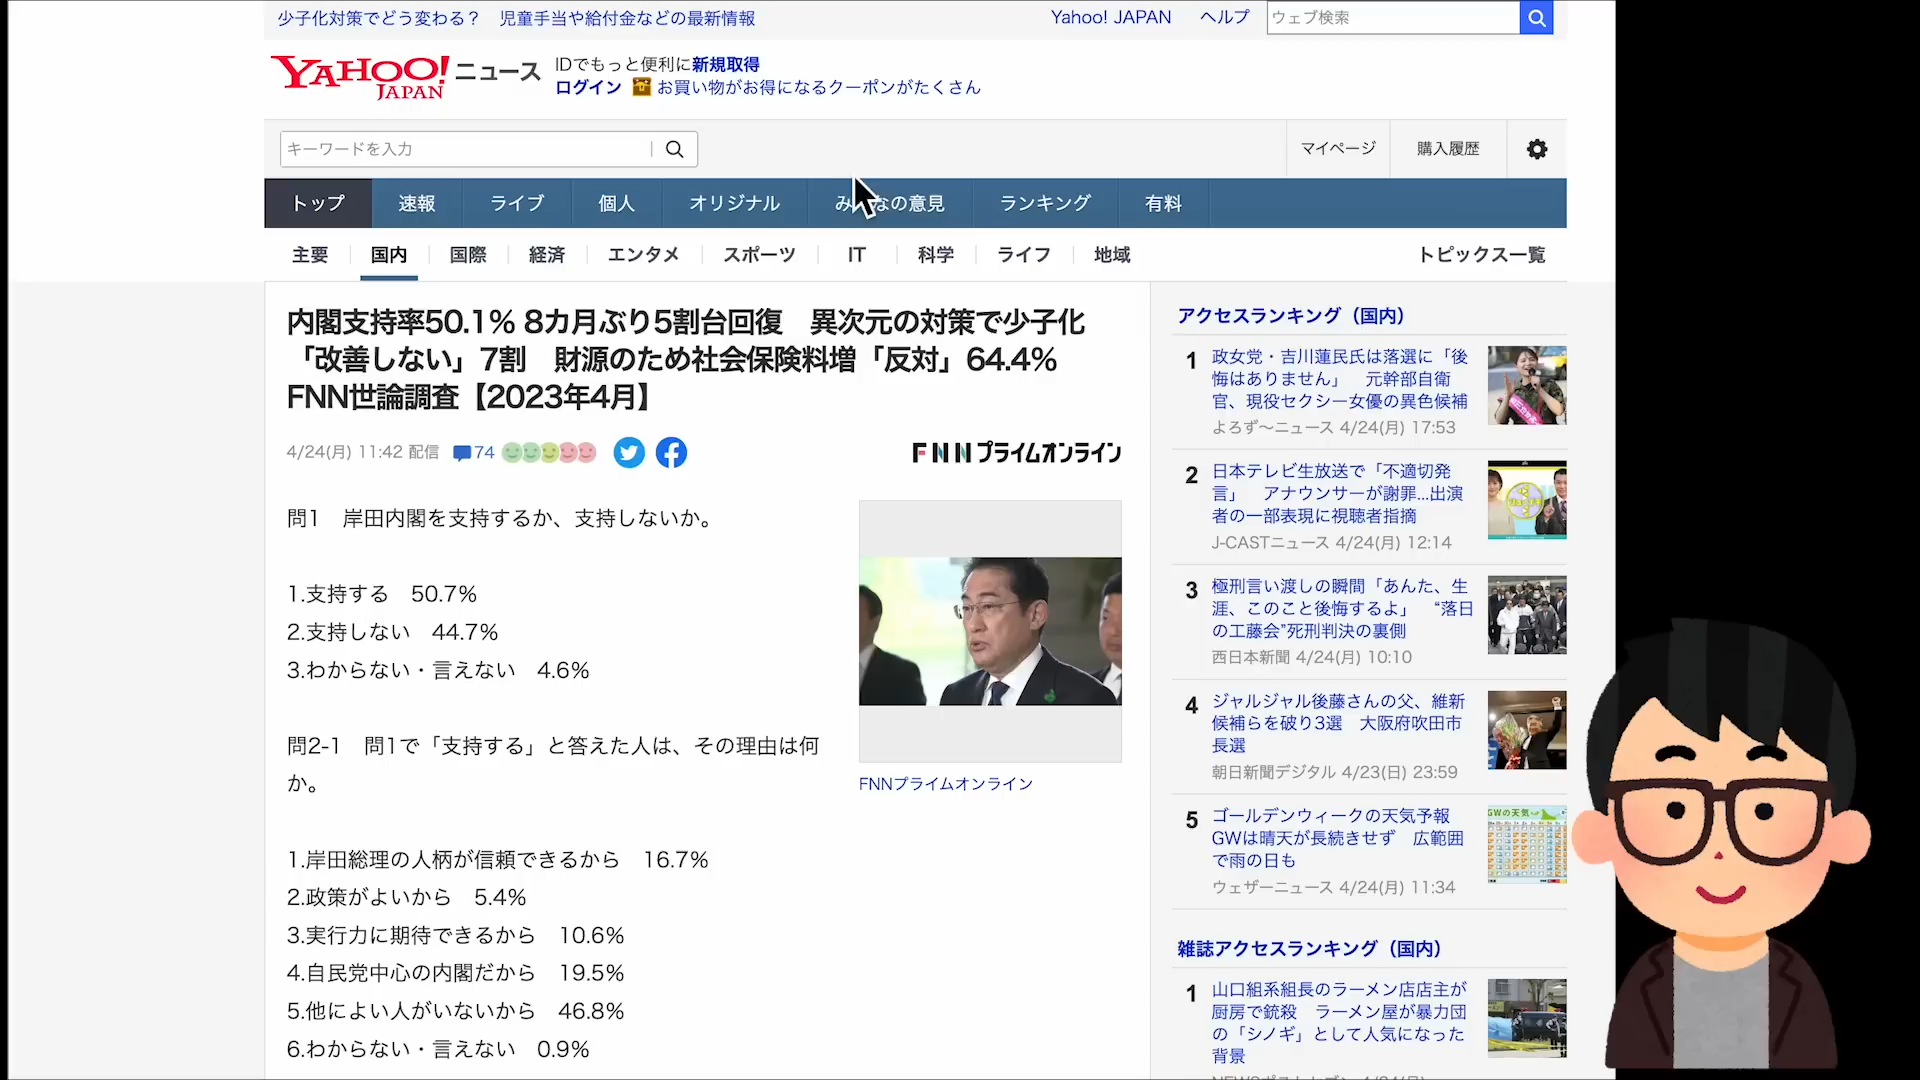 少子化対策でどう変わる？　児童手当や給付金などの最新情報
Yahoo! JAPAN ヘルプ
ウェブ検索
YAHOO! JAPAN ニュース
IDでもっと便利に新規取得
ログイン お買い物がお得になるクーポンがたくさん
キーワードを入力
マイページ 購入履歴
トップ 速報 ライブ 個人 オリジナル みんなの意見 ランキング 有料
主要 国内 国際 経済 エンタメ スポーツ IT 科学 ライフ 地域 トピックス一覧
内閣支持率50.1% 8カ月ぶり5割台回復　異次元の対策で少子化
「改善しない」7割　財源のため社会保険料増「反対」64.4%
FNN世論調査【2023年4月】
4/24(月) 11:42 配信 74
FNNプライムオンライン
問1　岸田内閣を支持するか、支持しないか。
1.支持する　50.7%
2.支持しない　44.7%
3.わからない・言えない　4.6%
問2-1　問1で「支持する」と答えた人は、その理由は何
か。
1.岸田総理の人柄が信頼できるから　16.7%
2.政策がよいから　5.4%
3.実行力に期待できるから　10.6%
4.自民党中心の内閣だから　19.5%
5.他によい人がいないから　46.8%
6.わからない・言えない　0.9%
FNNプライムオンライン
アクセスランキング（国内）
1 政女党・吉川蓮民氏は落選に「後
悔はありません」　元幹部自衛
官、現役セクシー女優の異色候補
よろず〜ニュース 4/24(月) 17:53
2 日本テレビ生放送で「不適切発
言」　アナウンサーが謝罪...出演
者の一部表現に視聴者指摘
J-CASTニュース 4/24(月) 12:14
3 極刑言い渡しの瞬間「あんた、生
涯、このこと後悔するよ」　“落日
の工藤会”死刑判決の裏側
西日本新聞 4/24(月) 10:10
4 ジャルジャル後藤さんの父、維新
候補らを破り3選　大阪府吹田市
長選
朝日新聞デジタル 4/23(日) 23:59
5 ゴールデンウィークの天気予報
GWは晴天が長続きせず　広範囲
で雨の日も
ウェザーニュース 4/24(月) 11:34
GWの天気
雑誌アクセスランキング（国内）
1 山口組系組長のラーメン店店主が
厨房で銃殺　ラーメン屋が暴力団
の「シノギ」として人気になった
背景